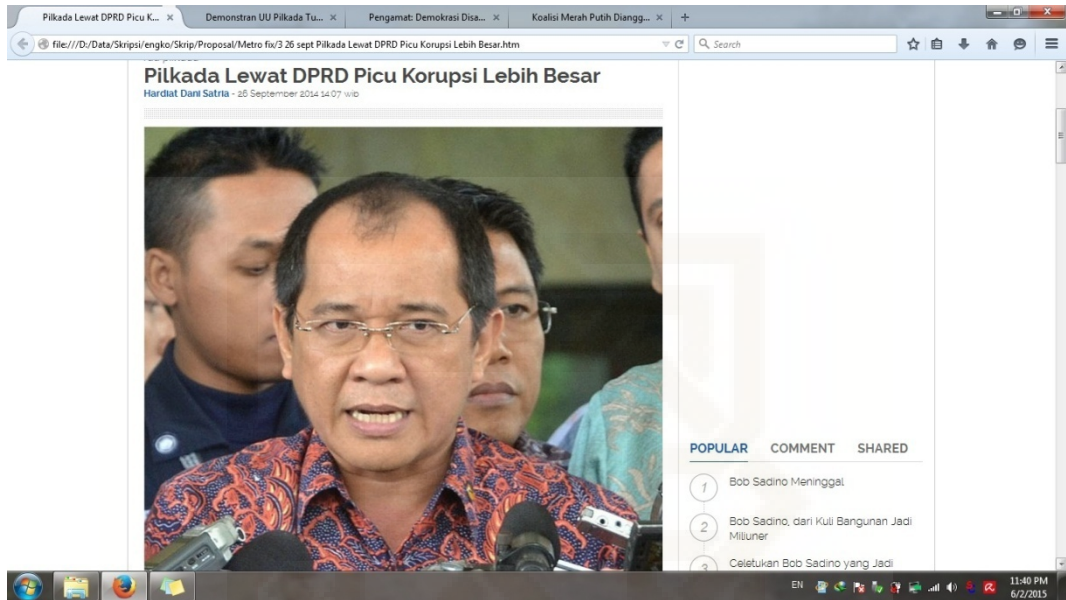 Pilkada Lewat DPRD Picu K...
Demonstran UU Pilkada Tu...
Pengamat: Demokrasi Disa...
Koalisi Merah Putih Diangg...
file:///D:/Data/Skripsi/engko/Skrip/Proposal/Metro fix/3 26 sept Pilkada Lewat DPRD Picu Korupsi Lebih Besar.htm
Search
Pilkada Lewat DPRD Picu Korupsi Lebih Besar
Hardiat Dani Satria - 26 September 2014 14:07 wib
POPULAR COMMENT SHARED
1 Bob Sadino Meninggal
2 Bob Sadino, dari Kuli Bangunan Jadi
Miliuner
3 Celetukan Bob Sadino yang Jadi
EN
11:40 PM
6/2/2015